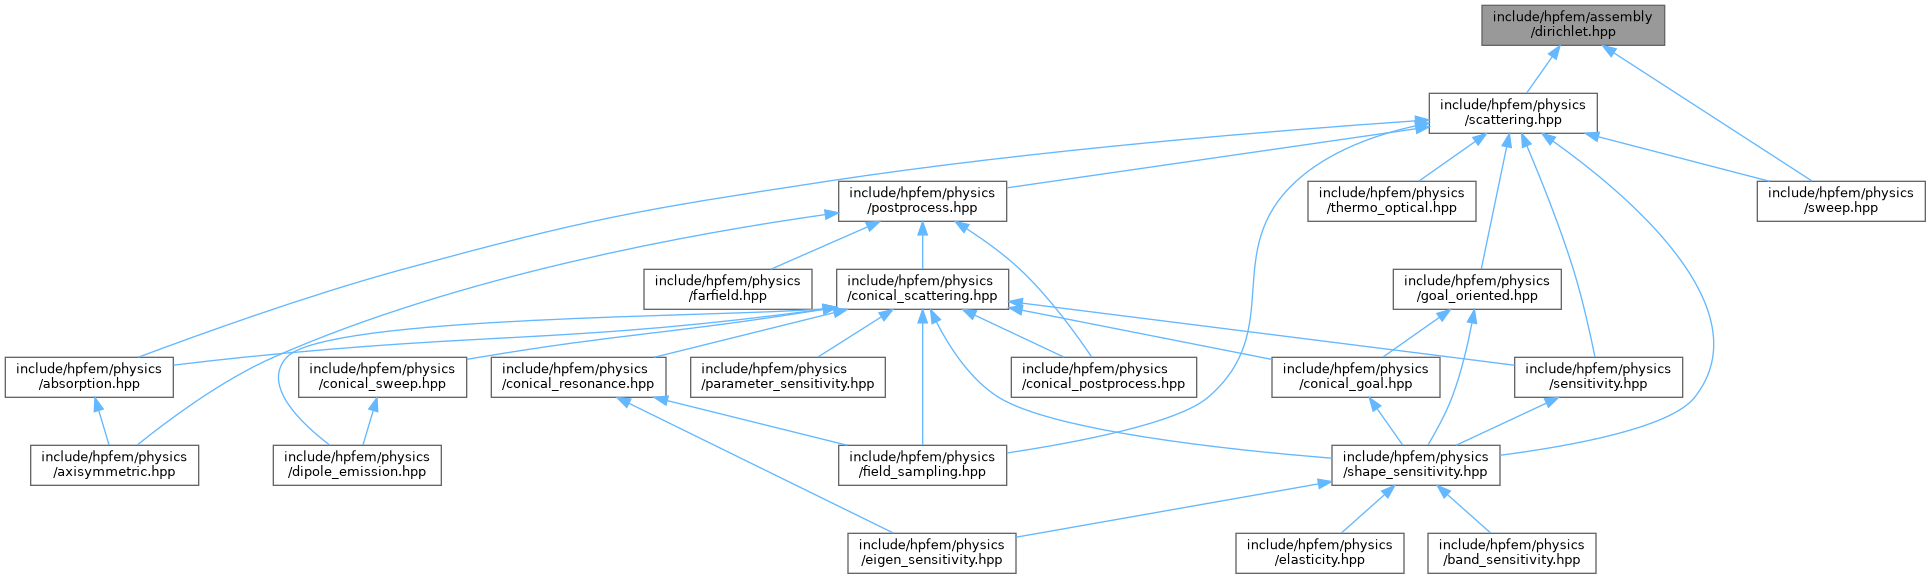 include/hpfem/assembly
/dirichlet.hpp
include/hpfem/physics
/scattering.hpp
include/hpfem/physics
/postprocess.hpp
include/hpfem/physics
/thermo_optical.hpp
include/hpfem/physics
/sweep.hpp
include/hpfem/physics
/farfield.hpp
include/hpfem/physics
/conical_scattering.hpp
include/hpfem/physics
/goal_oriented.hpp
include/hpfem/physics
/absorption.hpp
include/hpfem/physics
/conical_sweep.hpp
include/hpfem/physics
/conical_resonance.hpp
include/hpfem/physics
/parameter_sensitivity.hpp
include/hpfem/physics
/conical_postprocess.hpp
include/hpfem/physics
/conical_goal.hpp
include/hpfem/physics
/sensitivity.hpp
include/hpfem/physics
/axisymmetric.hpp
include/hpfem/physics
/dipole_emission.hpp
include/hpfem/physics
/field_sampling.hpp
include/hpfem/physics
/shape_sensitivity.hpp
include/hpfem/physics
/eigen_sensitivity.hpp
include/hpfem/physics
/elasticity.hpp
include/hpfem/physics
/band_sensitivity.hpp